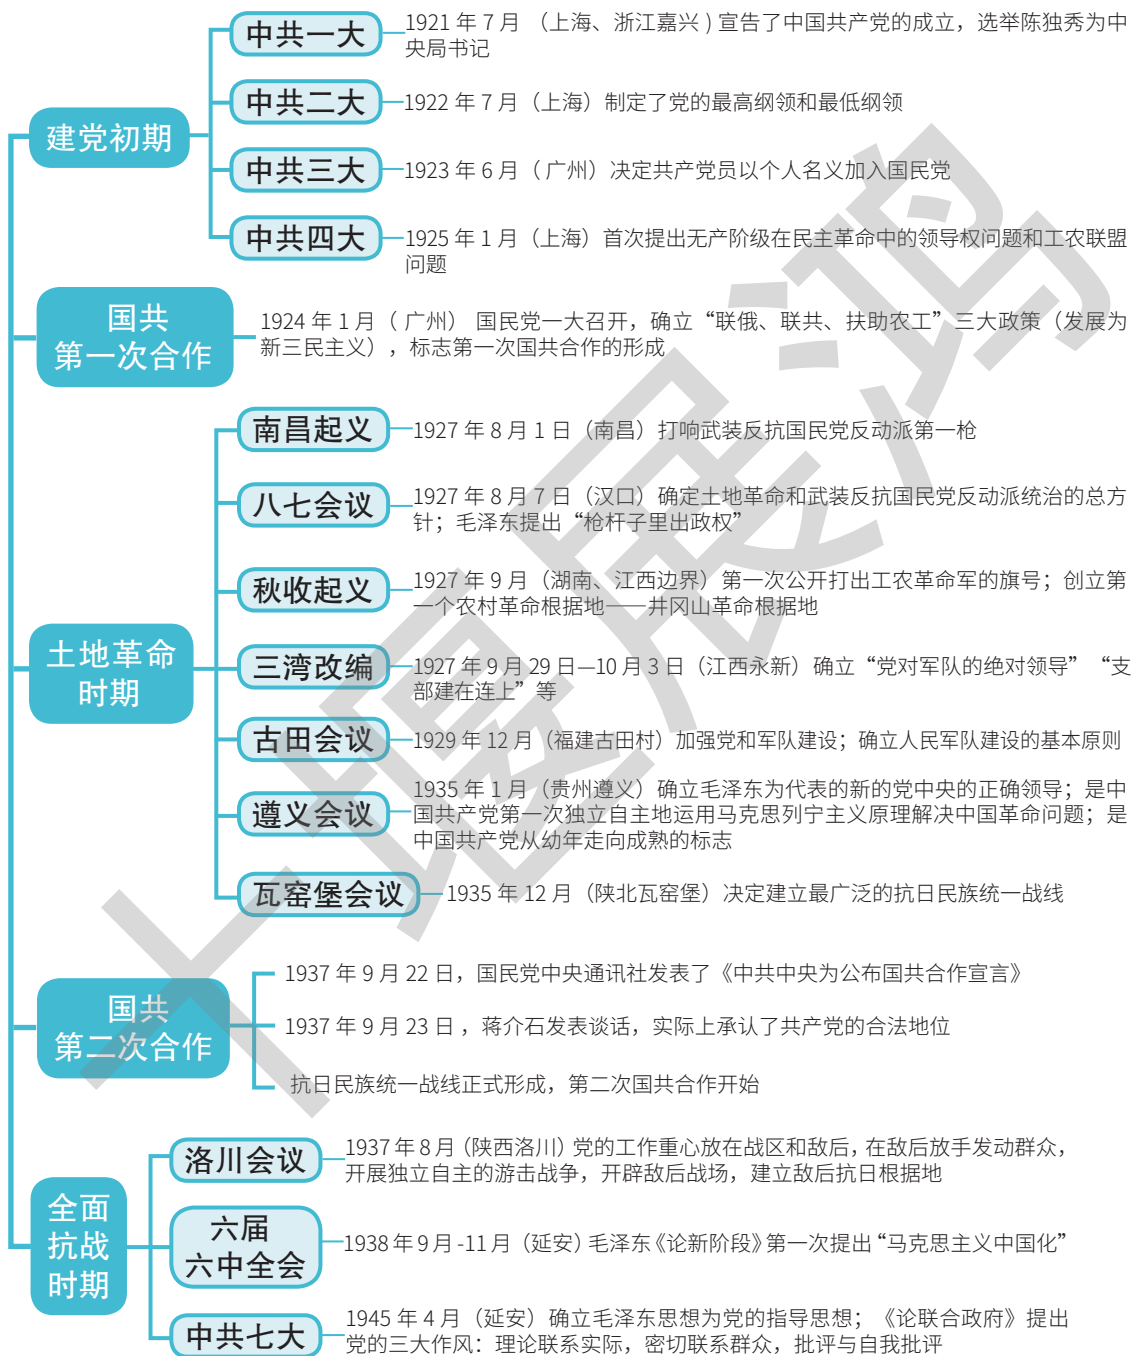 建党初期
中共一大
1921 年 7 月 （上海、浙江嘉兴 ) 宣告了中国共产党的成立，选举陈独秀为中
央局书记
中共二大
1922 年 7 月（上海）制定了党的最高纲领和最低纲领
中共三大
1923 年 6 月（ 广州）决定共产党员以个人名义加入国民党
中共四大
1925 年 1 月（上海）首次提出无产阶级在民主革命中的领导权问题和工农联盟
问题
国共
第一次合作
1924 年 1 月（ 广州） 国民党一大召开，确立“联俄、联共、扶助农工”三大政策（发展为
新三民主义），标志第一次国共合作的形成
土地革命
时期
南昌起义
1927 年 8 月 1 日（南昌）打响武装反抗国民党反动派第一枪
八七会议
1927 年 8 月 7 日（汉口）确定土地革命和武装反抗国民党反动派统治的总方
针；毛泽东提出“枪杆子里出政权”
秋收起义
1927 年 9 月（湖南、江西边界）第一次公开打出工农革命军的旗号；创立第
一个农村革命根据地——井冈山革命根据地
三湾改编
1927 年 9 月 29 日—10 月 3 日（江西永新）确立“党对军队的绝对领导”“支
部建在连上”等
古田会议
1929 年 12 月（福建古田村）加强党和军队建设；确立人民军队建设的基本原则
遵义会议
1935 年 1 月（贵州遵义）确立毛泽东为代表的新的党中央的正确领导；是中
国共产党第一次独立自主地运用马克思列宁主义原理解决中国革命问题；是
中国共产党从幼年走向成熟的标志
瓦窑堡会议
1935 年 12 月（陕北瓦窑堡）决定建立最广泛的抗日民族统一战线
国共
第二次合作
1937 年 9 月 22 日，国民党中央通讯社发表了《中共中央为公布国共合作宣言》
1937 年 9 月 23 日 ，蒋介石发表谈话，实际上承认了共产党的合法地位
抗日民族统一战线正式形成，第二次国共合作开始
全面
抗战
时期
洛川会议
1937 年 8 月（陕西洛川）党的工作重心放在战区和敌后，在敌后放手发动群众，
开展独立自主的游击战争，开辟敌后战场，建立敌后抗日根据地
六届
六中全会
1938 年 9 月 -11 月（延安）毛泽东《论新阶段》第一次提出“马克思主义中国化”
中共七大
1945 年 4 月（延安）确立毛泽东思想为党的指导思想；《论联合政府》提出
党的三大作风：理论联系实际，密切联系群众，批评与自我批评
十堰展鸿